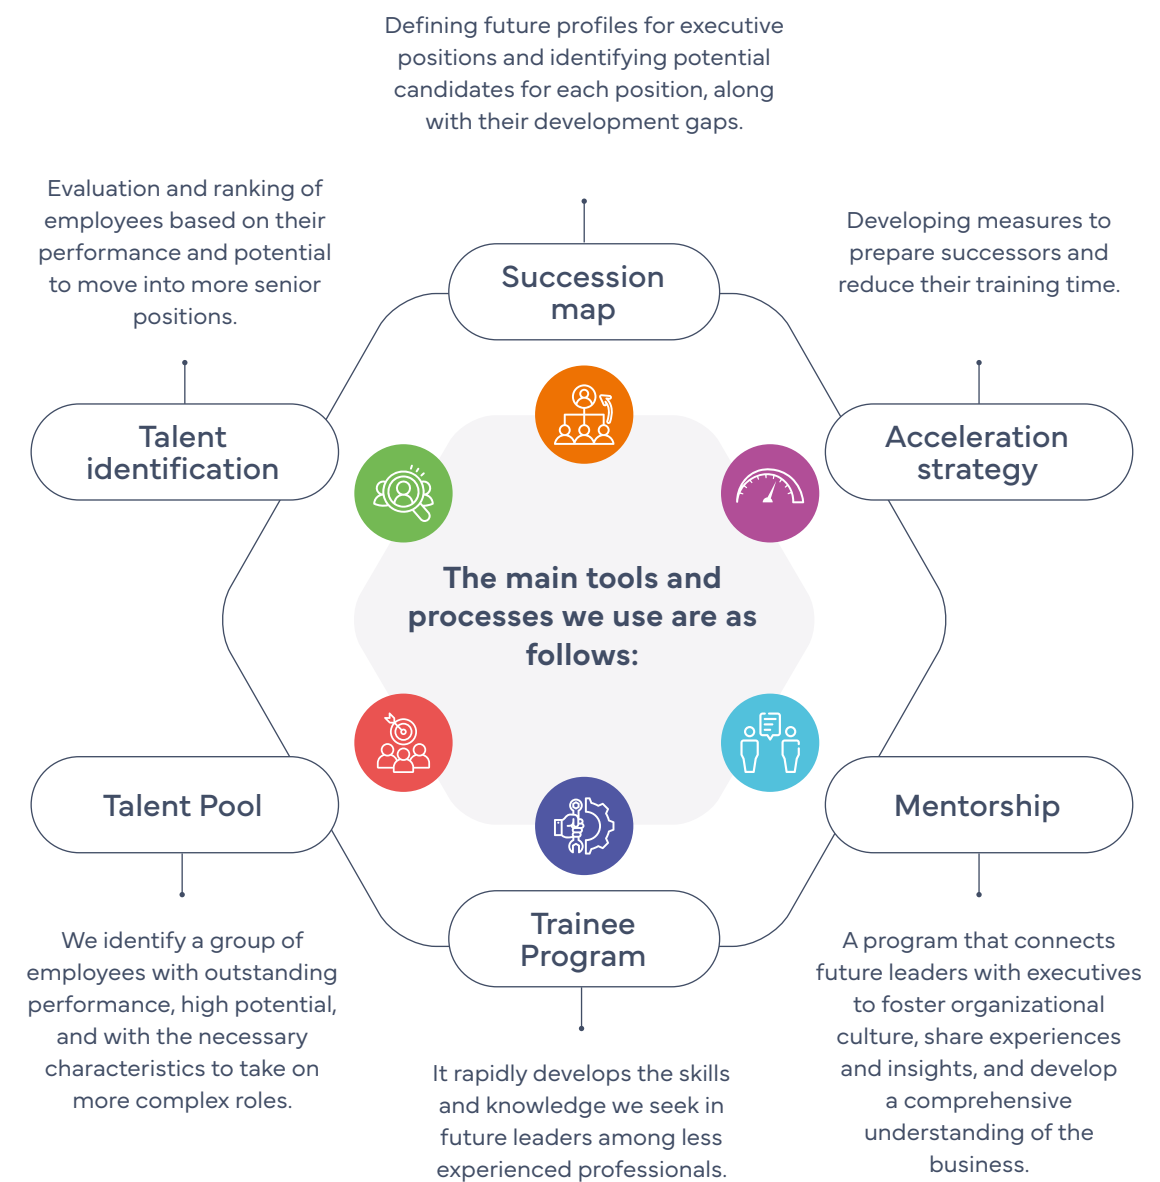 Defining future profiles for executive
positions and identifying potential
candidates for each position, along
with their development gaps.
Succession
map
Evaluation and ranking of
employees based on their
performance and potential
to move into more senior
positions.
Talent
identification
Developing measures to
prepare successors and
reduce their training time.
Acceleration
strategy
The main tools and
processes we use are as
follows:
Talent Pool
We identify a group of
employees with outstanding
performance, high potential,
and with the necessary
characteristics to take on
more complex roles.
Trainee
Program
It rapidly develops the skills
and knowledge we seek in
future leaders among less
experienced professionals.
Mentorship
A program that connects
future leaders with executives
to foster organizational
culture, share experiences
and insights, and develop
a comprehensive
understanding of the
business.